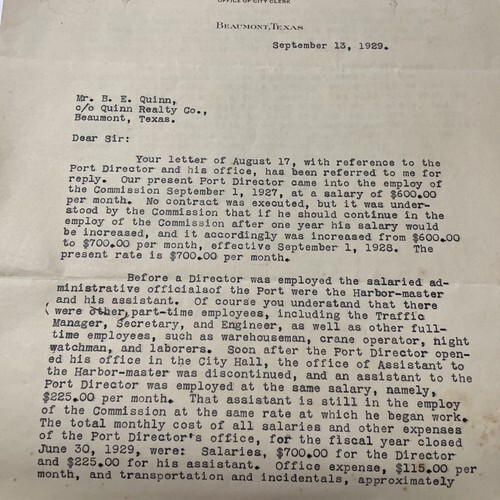 OFFICE OF CITY CLERK
BEAUMONT, TEXAS
September 13, 1929.
Mr. B. E. Quinn,
c/o Quinn Realty Co.,
Beaumont, Texas.
Dear Sir:
Your letter of August 17, with reference to the
Port Director and his office, has been referred to me for
reply. Our present Port Director came into the employ of
the Commission September 1, 1927, at a salary of $600.00
per month. No contract was executed, but it was under-
stood by the Commission that if he should continue in the
employ of the Commission after one year his salary would
be increased, and it accordingly was increased from $600.00
to $700.00 per month, effective September 1, 1928. The
present rate is $700.00 per month.
Before a Director was employed the salaried ad-
ministrative officialsof the Port were the Harbor-master
and his assistant. Of course you understand that there
(were other, part-time employees, including the Traffic
Manager, Secretary, and Engineer, as well as other full-
time employees, such as warehouseman, crane operator, night
watchman, and laborers. Soon after the Port Director open-
ed his office in the City Hall, the office of Assistant to
the Harbor-master was discontinued, and an assistant to the
Port Director was employed at the same salary, namely,
$225.00 per month. That assistant is still in the employ
of the Commission at the same rate at which he began work.
The total monthly cost of all salaries and other expenses
of the Port Director's office, for the fiscal year closed
June 30, 1929, were: Salaries, $700.00 for the Director
and $225.00 for his assistant. Office expense, $115.00 per
month, and transportation and incidentals, approximately